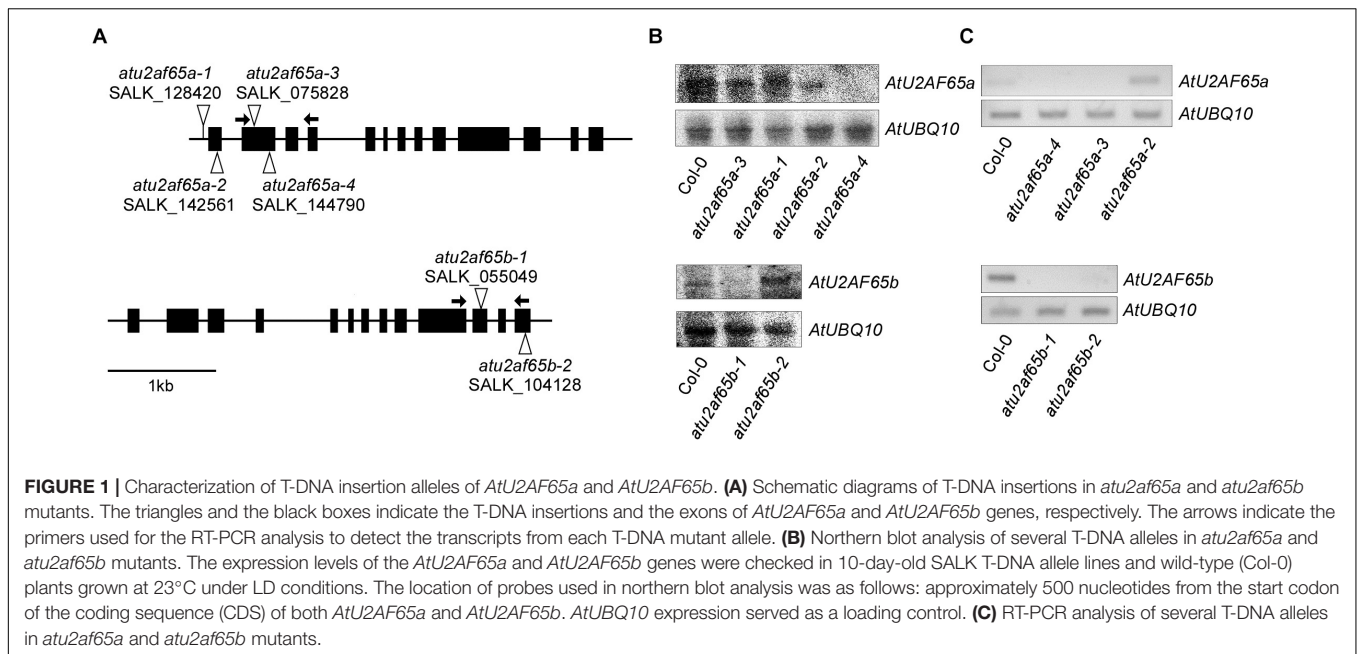 A
atu2af65a-1
SALK_128420
atu2af65a-3
SALK_075828
atu2af65a-2
SALK_142561
atu2af65a-4
SALK_144790
atu2af65b-1
SALK_055049
atu2af65b-2
SALK_104128
1kb
B
AtU2AF65a
AtUBQ10
Col-0
atu2af65a-3
atu2af65a-1
atu2af65a-2
atu2af65a-4
AtU2AF65b
AtUBQ10
Col-0
atu2af65b-1
atu2af65b-2
C
AtU2AF65a
AtUBQ10
Col-0
atu2af65a-4
atu2af65a-3
atu2af65a-2
AtU2AF65b
AtUBQ10
Col-0
atu2af65b-1
atu2af65b-2
FIGURE 1 | Characterization of T-DNA insertion alleles of AtU2AF65a and AtU2AF65b. (A) Schematic diagrams of T-DNA insertions in atu2af65a and atu2af65b
mutants. The triangles and the black boxes indicate the T-DNA insertions and the exons of AtU2AF65a and AtU2AF65b genes, respectively. The arrows indicate the
primers used for the RT-PCR analysis to detect the transcripts from each T-DNA mutant allele. (B) Northern blot analysis of several T-DNA alleles in atu2af65a and
atu2af65b mutants. The expression levels of the AtU2AF65a and AtU2AF65b genes were checked in 10-day-old SALK T-DNA allele lines and wild-type (Col-0)
plants grown at 23°C under LD conditions. The location of probes used in northern blot analysis was as follows: approximately 500 nucleotides from the start codon
of the coding sequence (CDS) of both AtU2AF65a and AtU2AF65b. AtUBQ10 expression served as a loading control. (C) RT-PCR analysis of several T-DNA alleles
in atu2af65a and atu2af65b mutants.